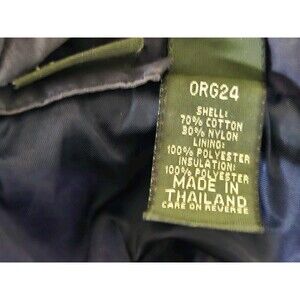 ORG24
SHELL:
70% COTTON
30% NYLON
LINING:
100% POLYESTER
INSULATION:
100% POLYESTER
MADE IN
THAILAND
CARE ON REVERSE